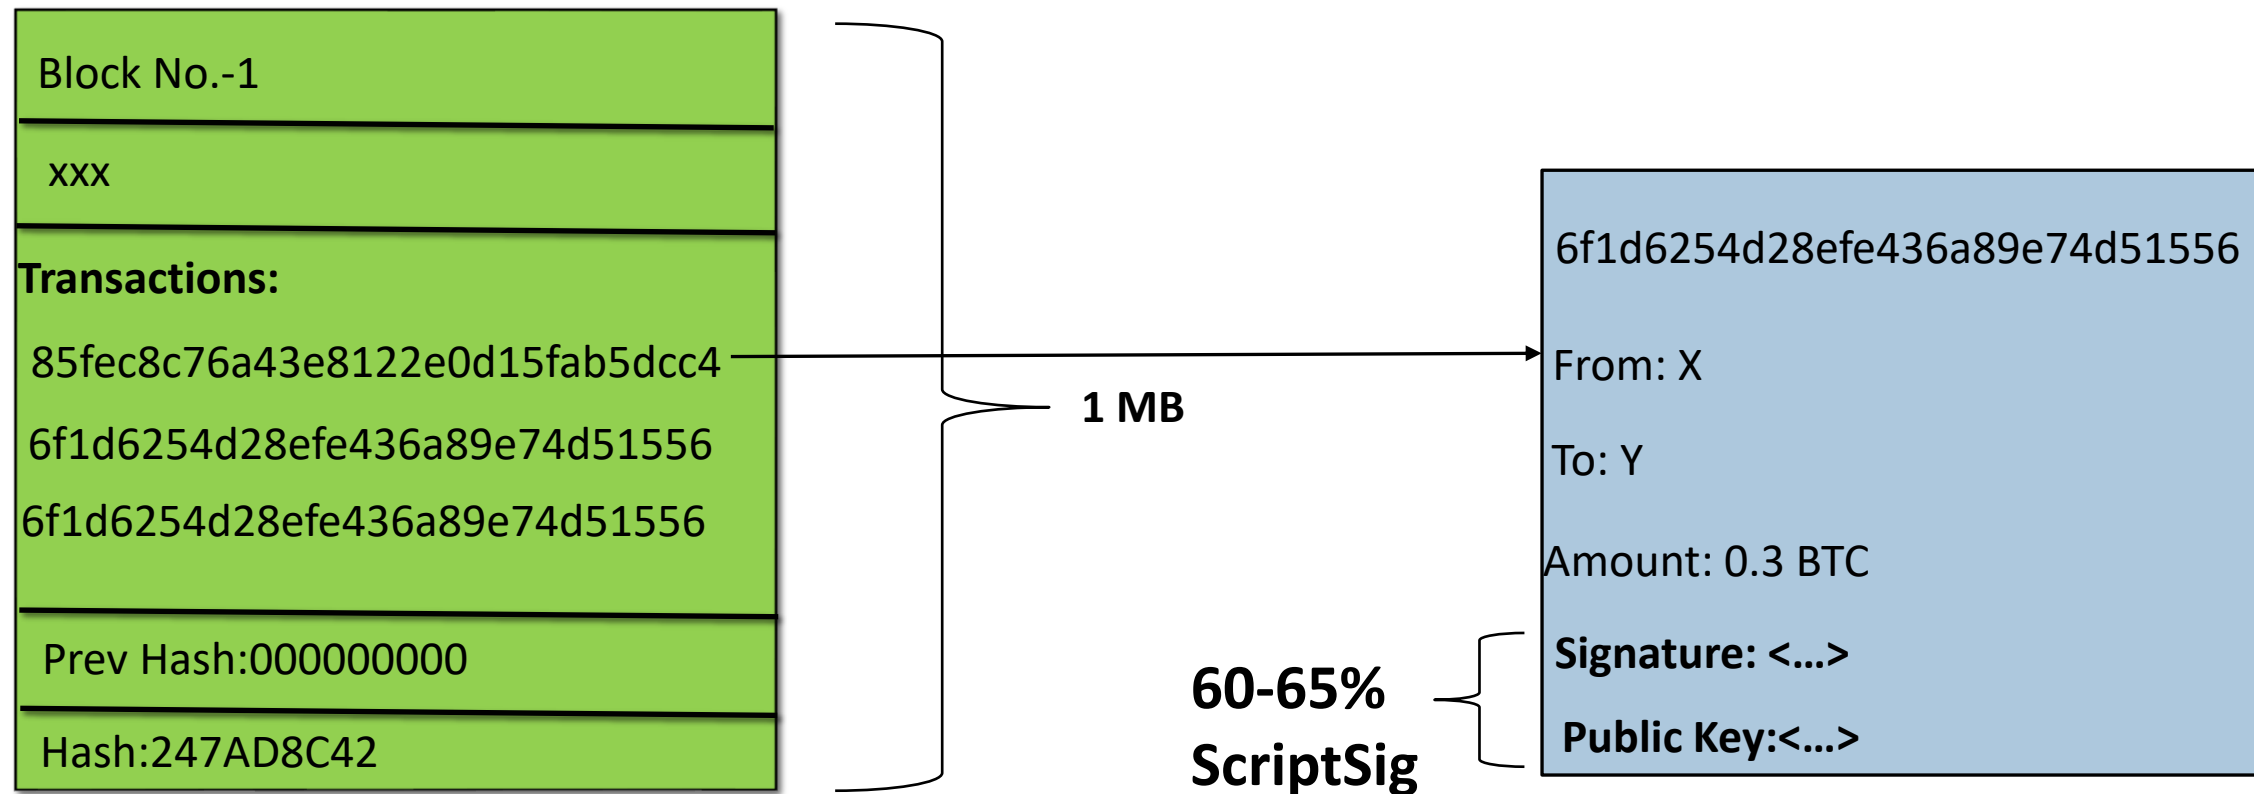 Block No.-1
xxx
Transactions:
85fec8c76a43e8122e0d15fab5dcc4
6f1d6254d28efe436a89e74d51556
6f1d6254d28efe436a89e74d51556
Prev Hash:000000000
Hash:247AD8C42
1 MB
60-65%
ScriptSig
6f1d6254d28efe436a89e74d51556
From: X
To: Y
Amount: 0.3 BTC
Signature: <...>
Public Key:<...>